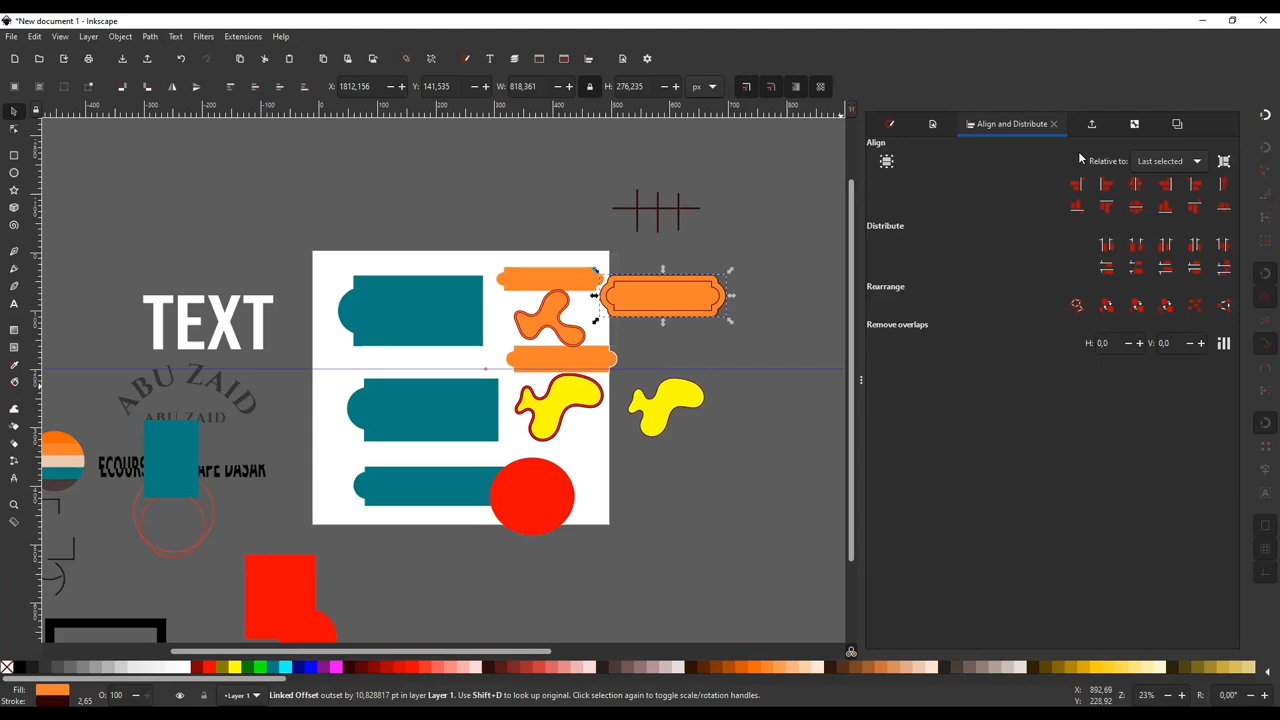 *New document 1 - Inkscape
File Edit View Layer Object Path Text Filters Extensions Help
X: 1812,156 Y: 141,535 W: 818,361 H: 276,235 px
Align and Distribute
Align
Relative to: Last selected
Distribute
Rearrange
Remove overlaps
H: 0,0 V: 0,0
TEXT
ABU ZAID
ABU ZAID
Fill:
Stroke: 2,65
O: 100
Layer 1
Linked Offset outset by 10,828817 pt in layer Layer 1. Use Shift+D to look up original. Click selection again to toggle scale/rotation handles.
X: 892,69
Y: 228,92
Z: 23%
R: 0,00°